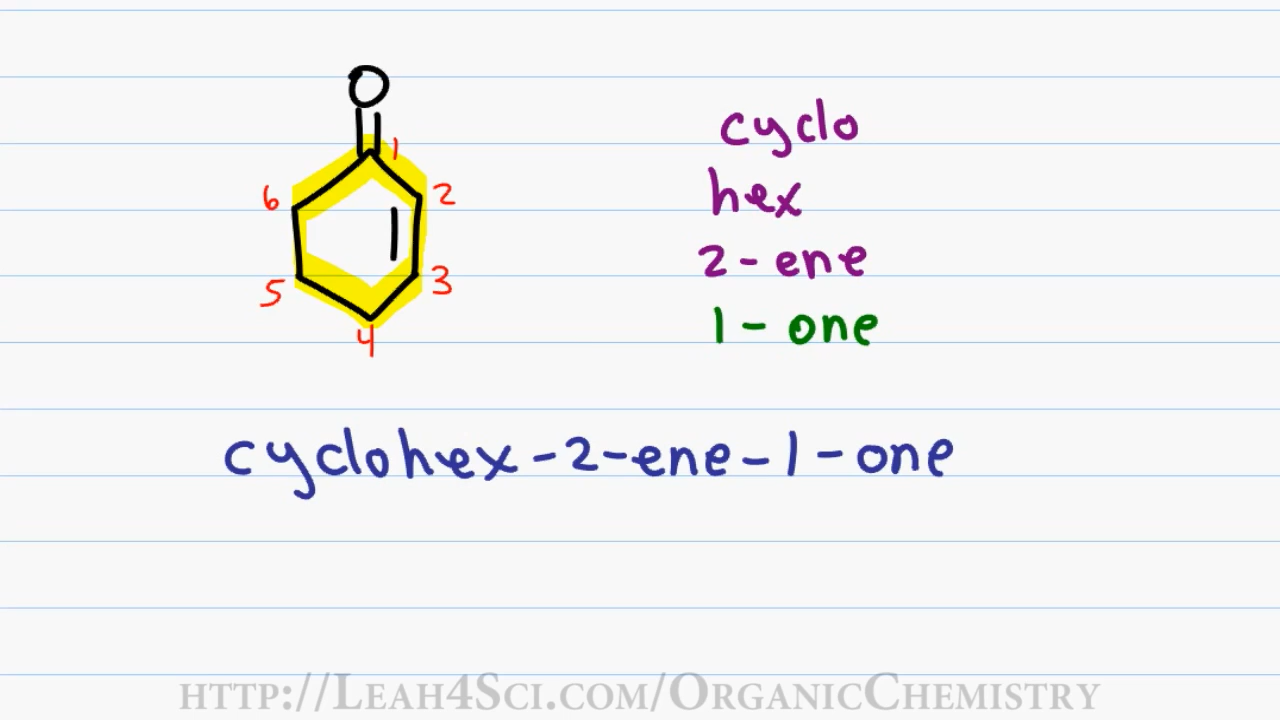 O
1
6 2
5 3
4
cyclo
hex
2-ene
1-one
cyclohex-2-ene-1-one
http://Leah4Sci.com/OrganicChemistry